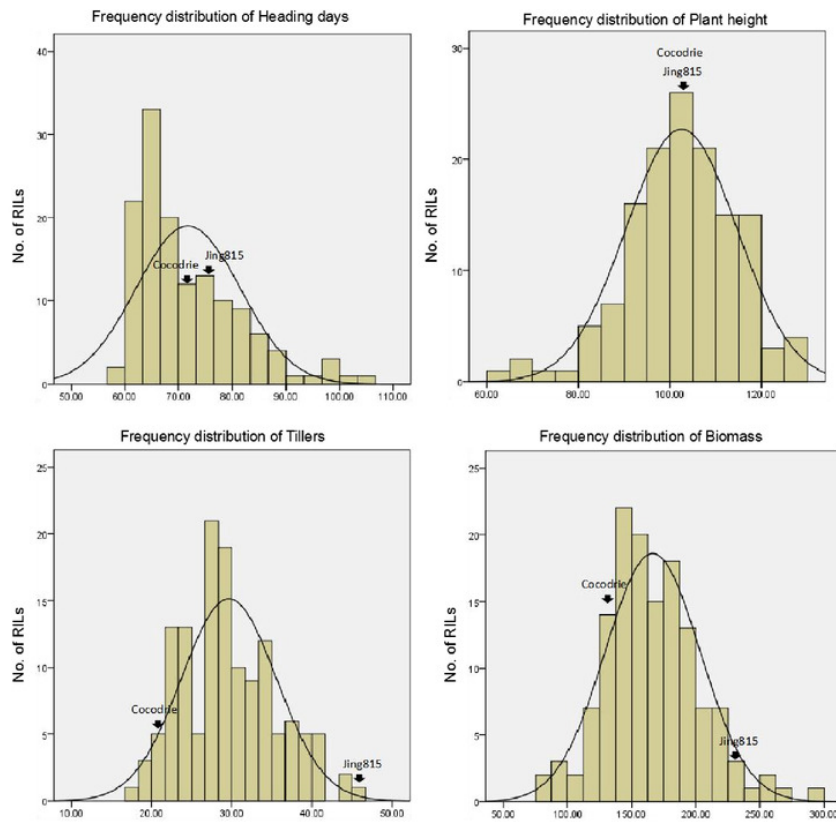 Frequency distribution of Heading days
No. of RILs
40
30
20
10
0
Cocodrie
Jing815
50.00 60.00 70.00 80.00 90.00 100.00 110.00
Frequency distribution of Plant height
No. of RILs
30
20
10
0
Cocodrie
Jing815
60.00 80.00 100.00 120.00
Frequency distribution of Tillers
No. of RILs
25
20
15
10
5
0
Cocodrie
Jing815
10.00 20.00 30.00 40.00 50.00
Frequency distribution of Biomass
No. of RILs
25
20
15
10
5
0
Cocodrie
Jing815
50.00 100.00 150.00 200.00 250.00 300.00